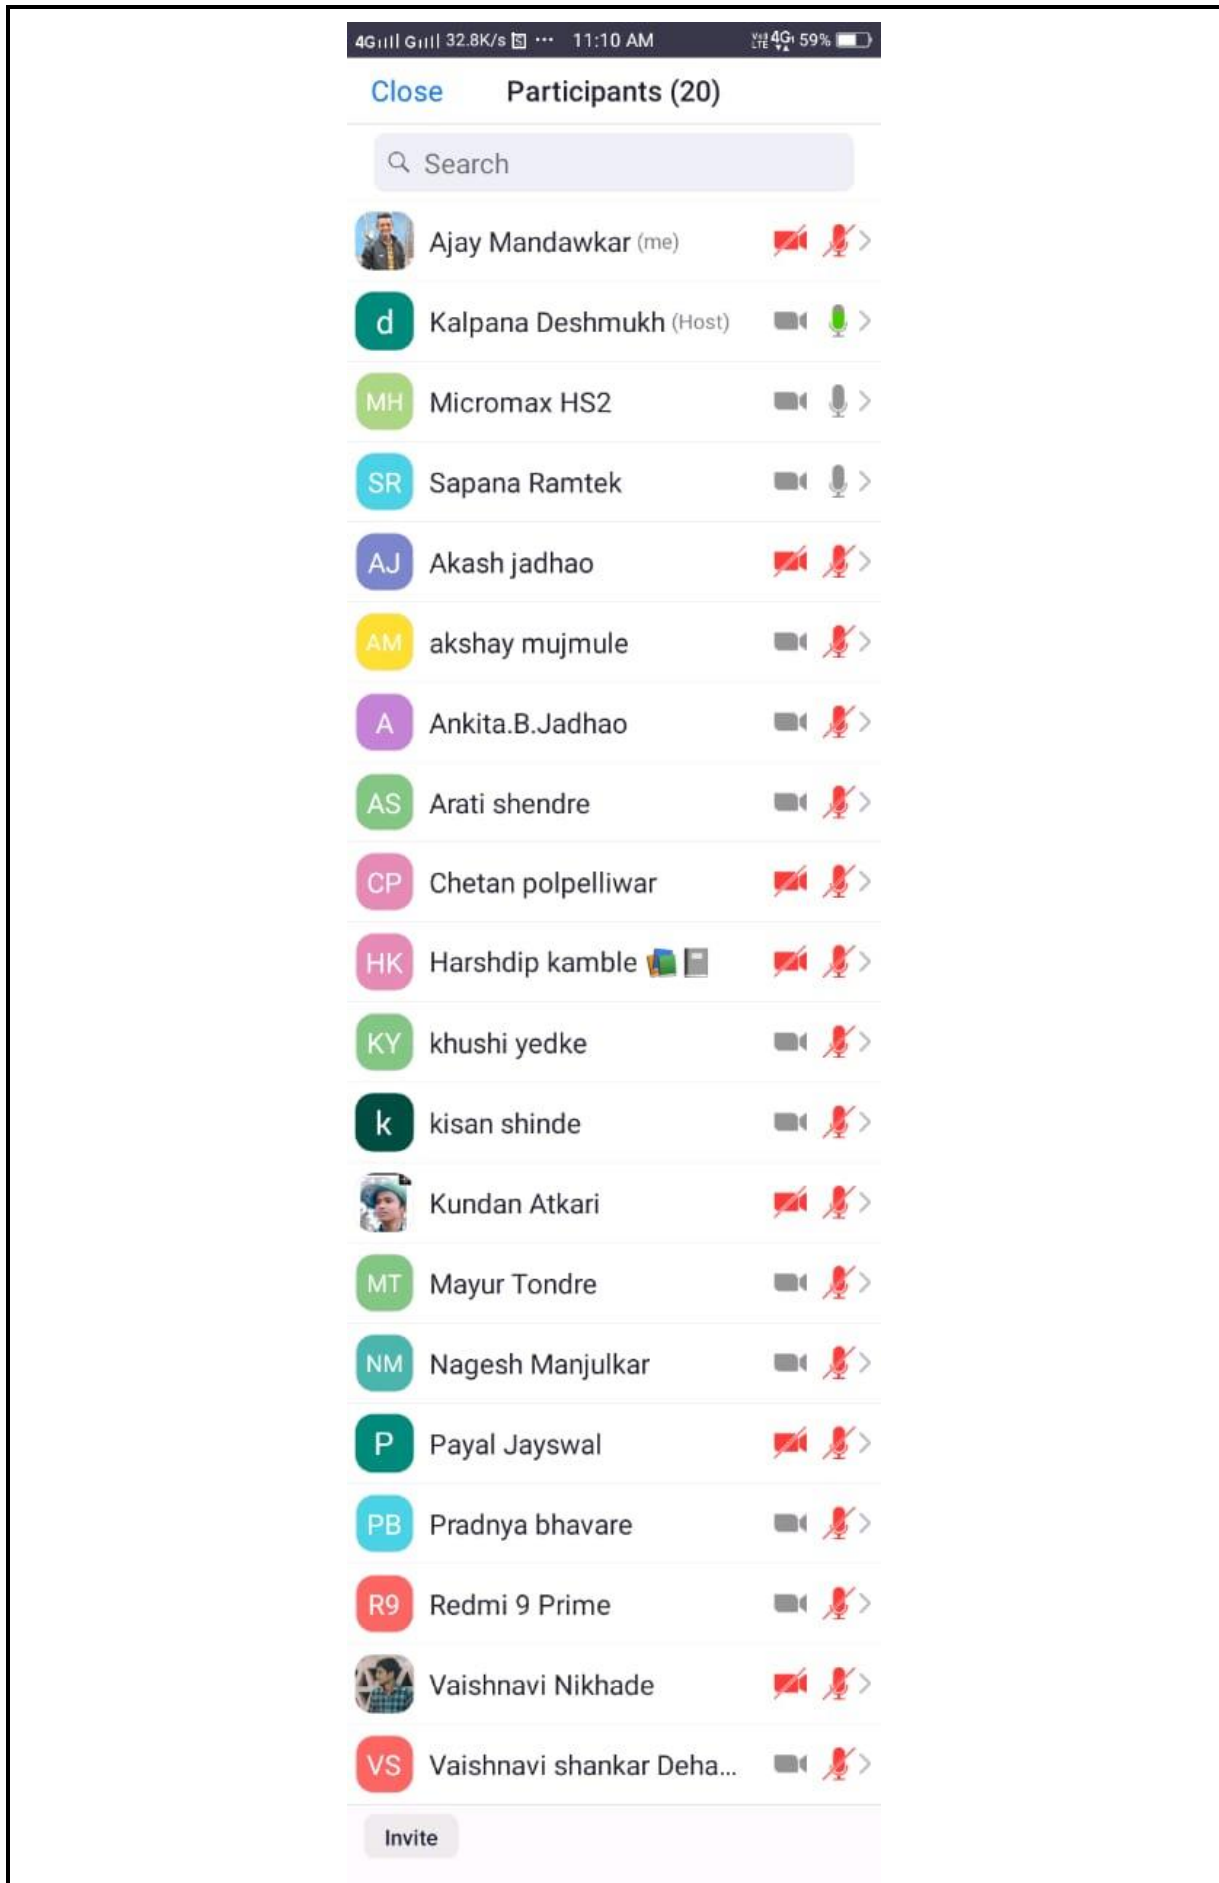 4G G 32.8K/s ··· 11:10 AM VoLTE 4G 59%
Close Participants (20)
Search
Ajay Mandawkar (me)
d Kalpana Deshmukh (Host)
MH Micromax HS2
SR Sapana Ramtek
AJ Akash jadhao
AM akshay mujmule
A Ankita.B.Jadhao
AS Arati shendre
CP Chetan polpelliwar
HK Harshdip kamble
KY khushi yedke
k kisan shinde
Kundan Atkari
MT Mayur Tondre
NM Nagesh Manjulkar
P Payal Jayswal
PB Pradnya bhavare
R9 Redmi 9 Prime
Vaishnavi Nikhade
VS Vaishnavi shankar Deha...
Invite